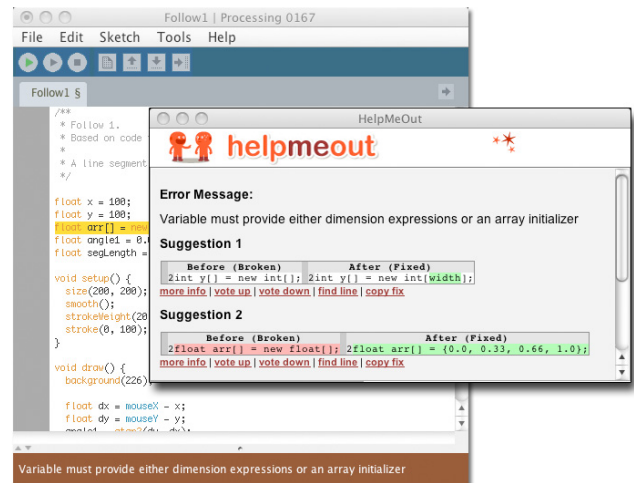 Follow1 | Processing 0167
File Edit Sketch Tools Help
Follow1 §
/**
* Follow 1.
* Based on code
*
* A line segment
*/
float x = 100;
float y = 100;
float arr[] = new
float angle1 = 0.
float segLength =
void setup() {
size(200, 200);
smooth();
strokeWeight(20
stroke(0, 100);
}
void draw() {
background(226)
float dx = mouseX - x;
float dy = mouseY - y;
angle1 = atan2(dy, dx);
Variable must provide either dimension expressions or an array initializer
HelpMeOut
helpmeout
Error Message:
Variable must provide either dimension expressions or an array initializer
Suggestion 1
Before (Broken) After (Fixed)
2int y[] = new int[]; 2int y[] = new int[width];
more info | vote up | vote down | find line | copy fix
Suggestion 2
Before (Broken) After (Fixed)
2float arr[] = new float[]; 2float arr[] = {0.0, 0.33, 0.66, 1.0};
more info | vote up | vote down | find line | copy fix